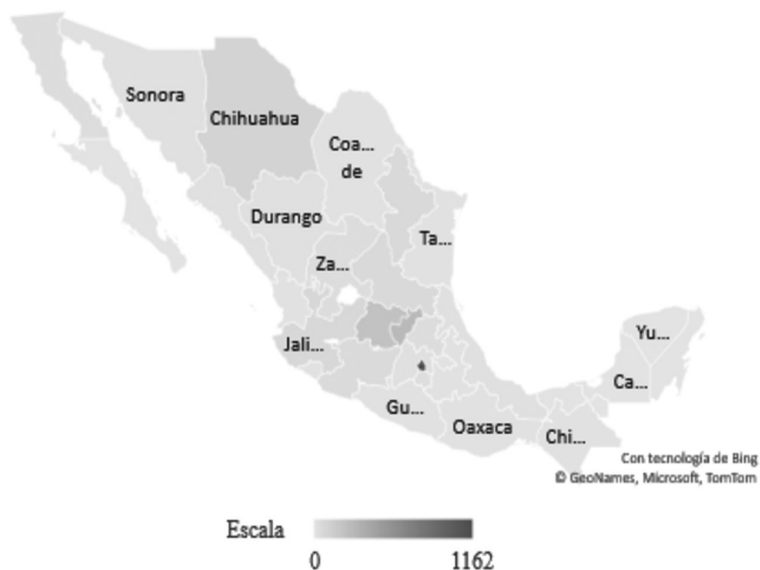 Sonora
Chihuahua
Coa...
de
Durango
Ta...
Za...
Jali...
Yu...
Ca...
Gu...
Oaxaca
Chi...
Con tecnología de Bing
© GeoNames, Microsoft, TomTom
Escala
0 1162